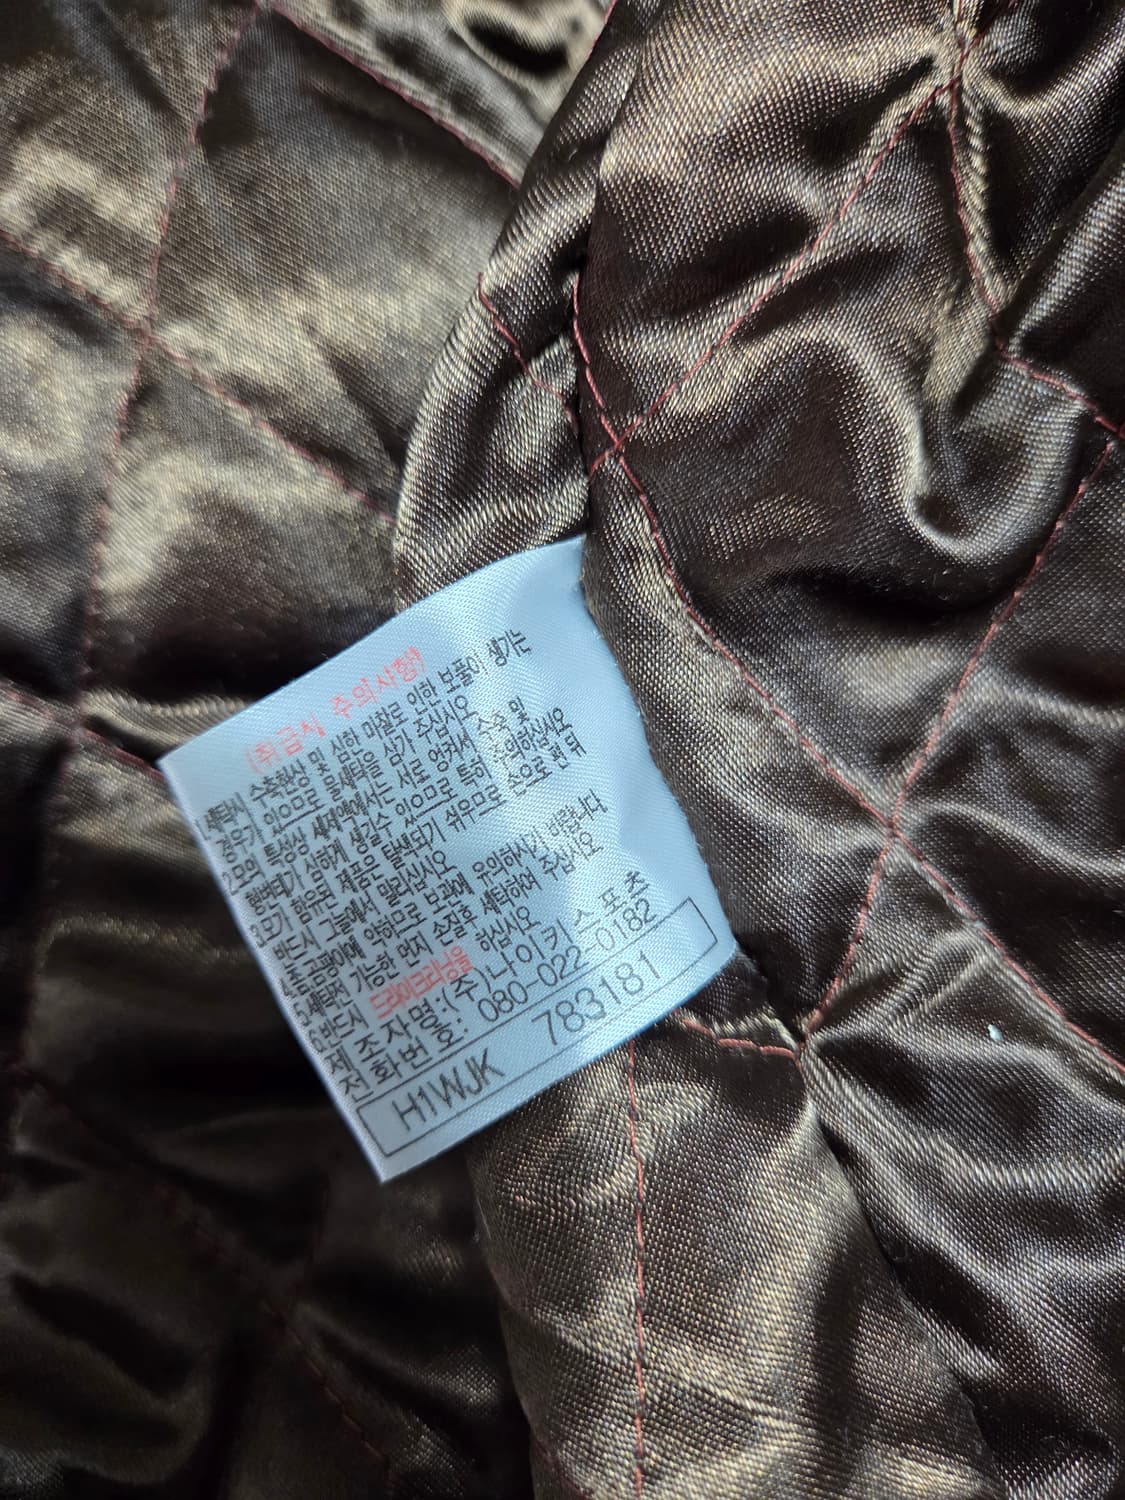 (취급시 주의사항)
1.세탁시 수축현상 및 심한 마찰로 인한 보풀이 생기는
경우가 있으므로 물세탁을 삼가 주십시오
2.모의 특성상 세제액에서는 서로 엉켜서 수축 및
형변태가 심하게 생길수 있으므로 특히 주의하십시오
3.모가 함유된 제품은 탈색되기 쉬우므로 손으로 편 뒤
반드시 그늘에서 말리십시오
4.좀 곰팡이에 약하므로 보관에 유의하시기 바랍니다.
5.세탁전 가능한 먼지 손질후 세탁하여 주십시오
6.반드시 드라이크리닝을 하십시오
제 조 자 명:(주)나이키스포츠
전 화 번 호: 080-022-0182
H1WJK 783181